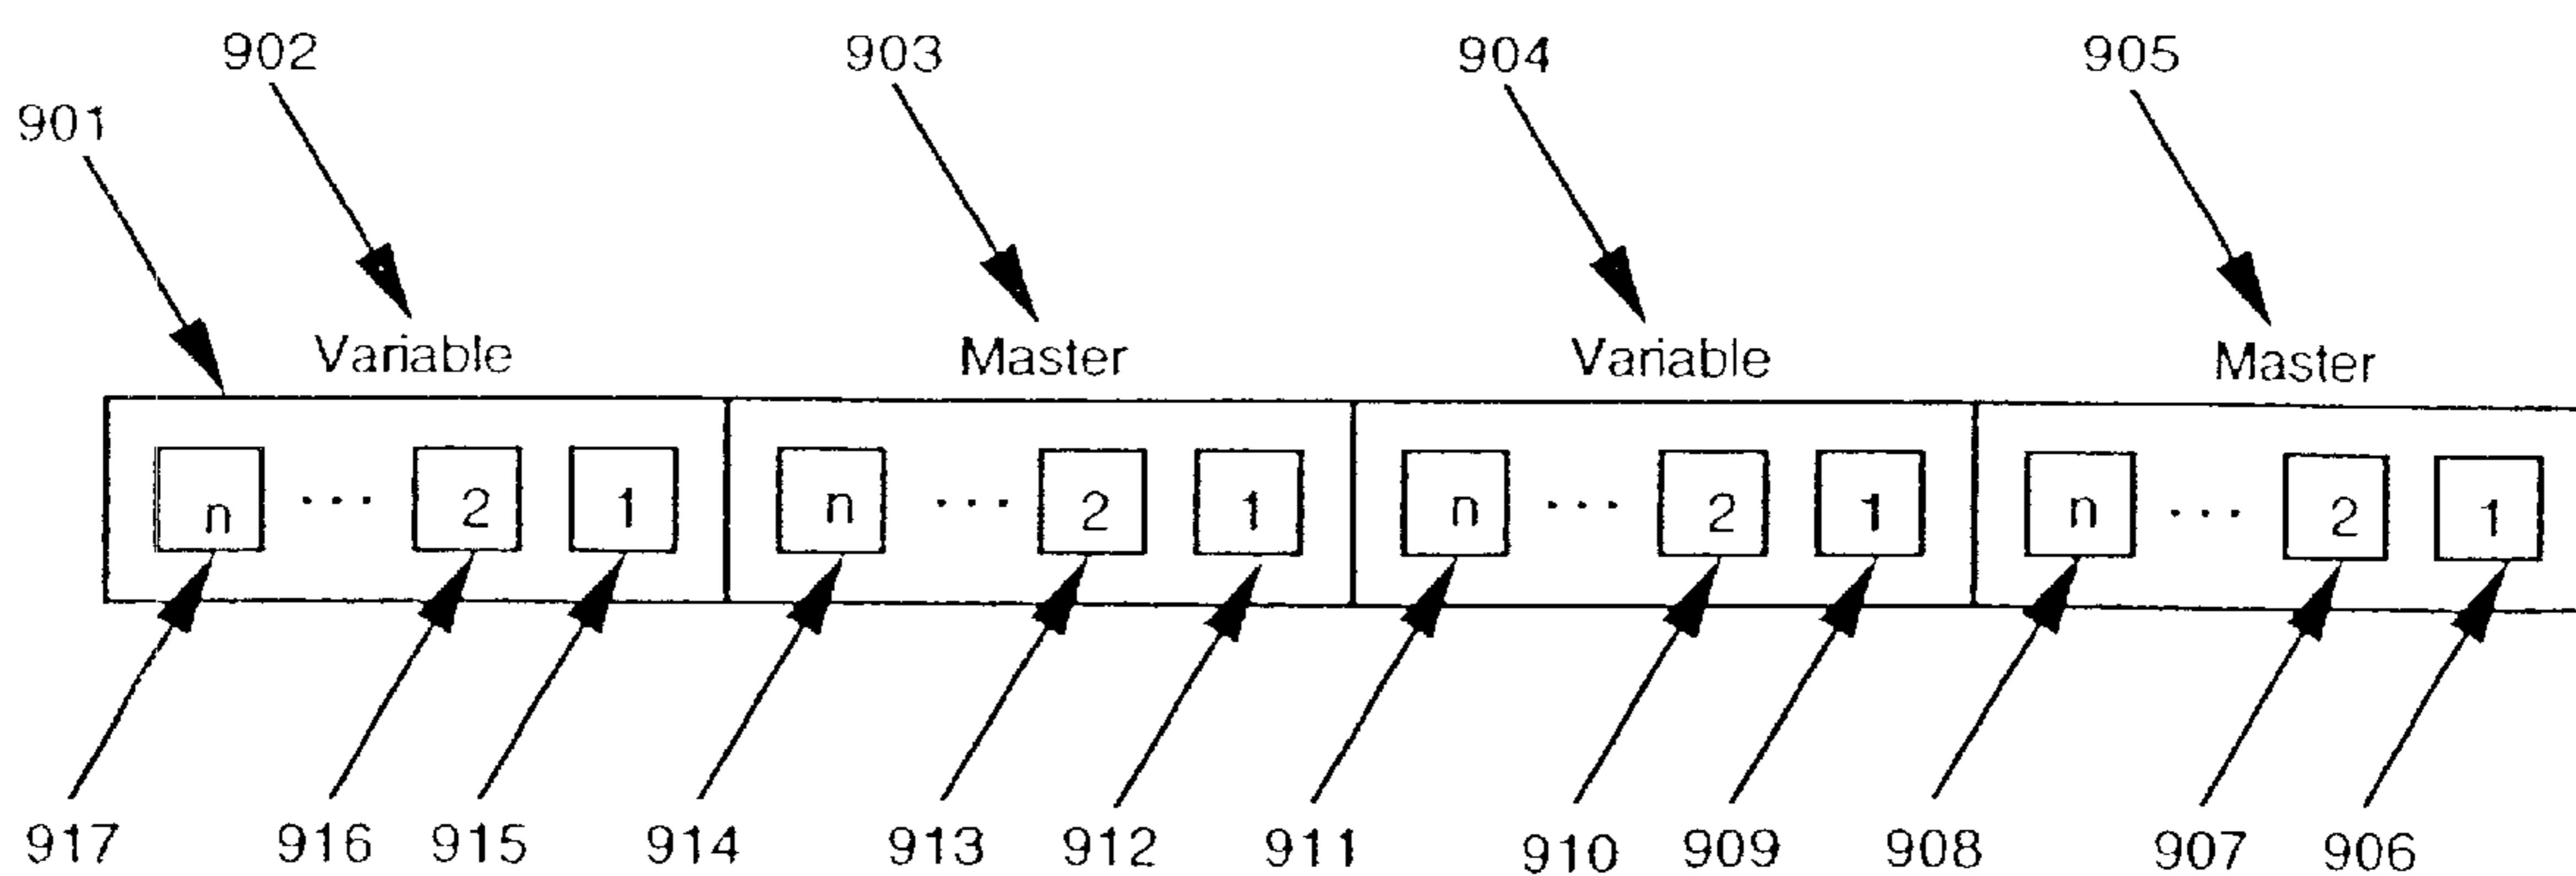 902 903 904 905
901
Variable Master Variable Master
n ... 2 1 n ... 2 1 n ... 2 1 n ... 2 1
917 916 915 914 913 912 911 910 909 908 907 906